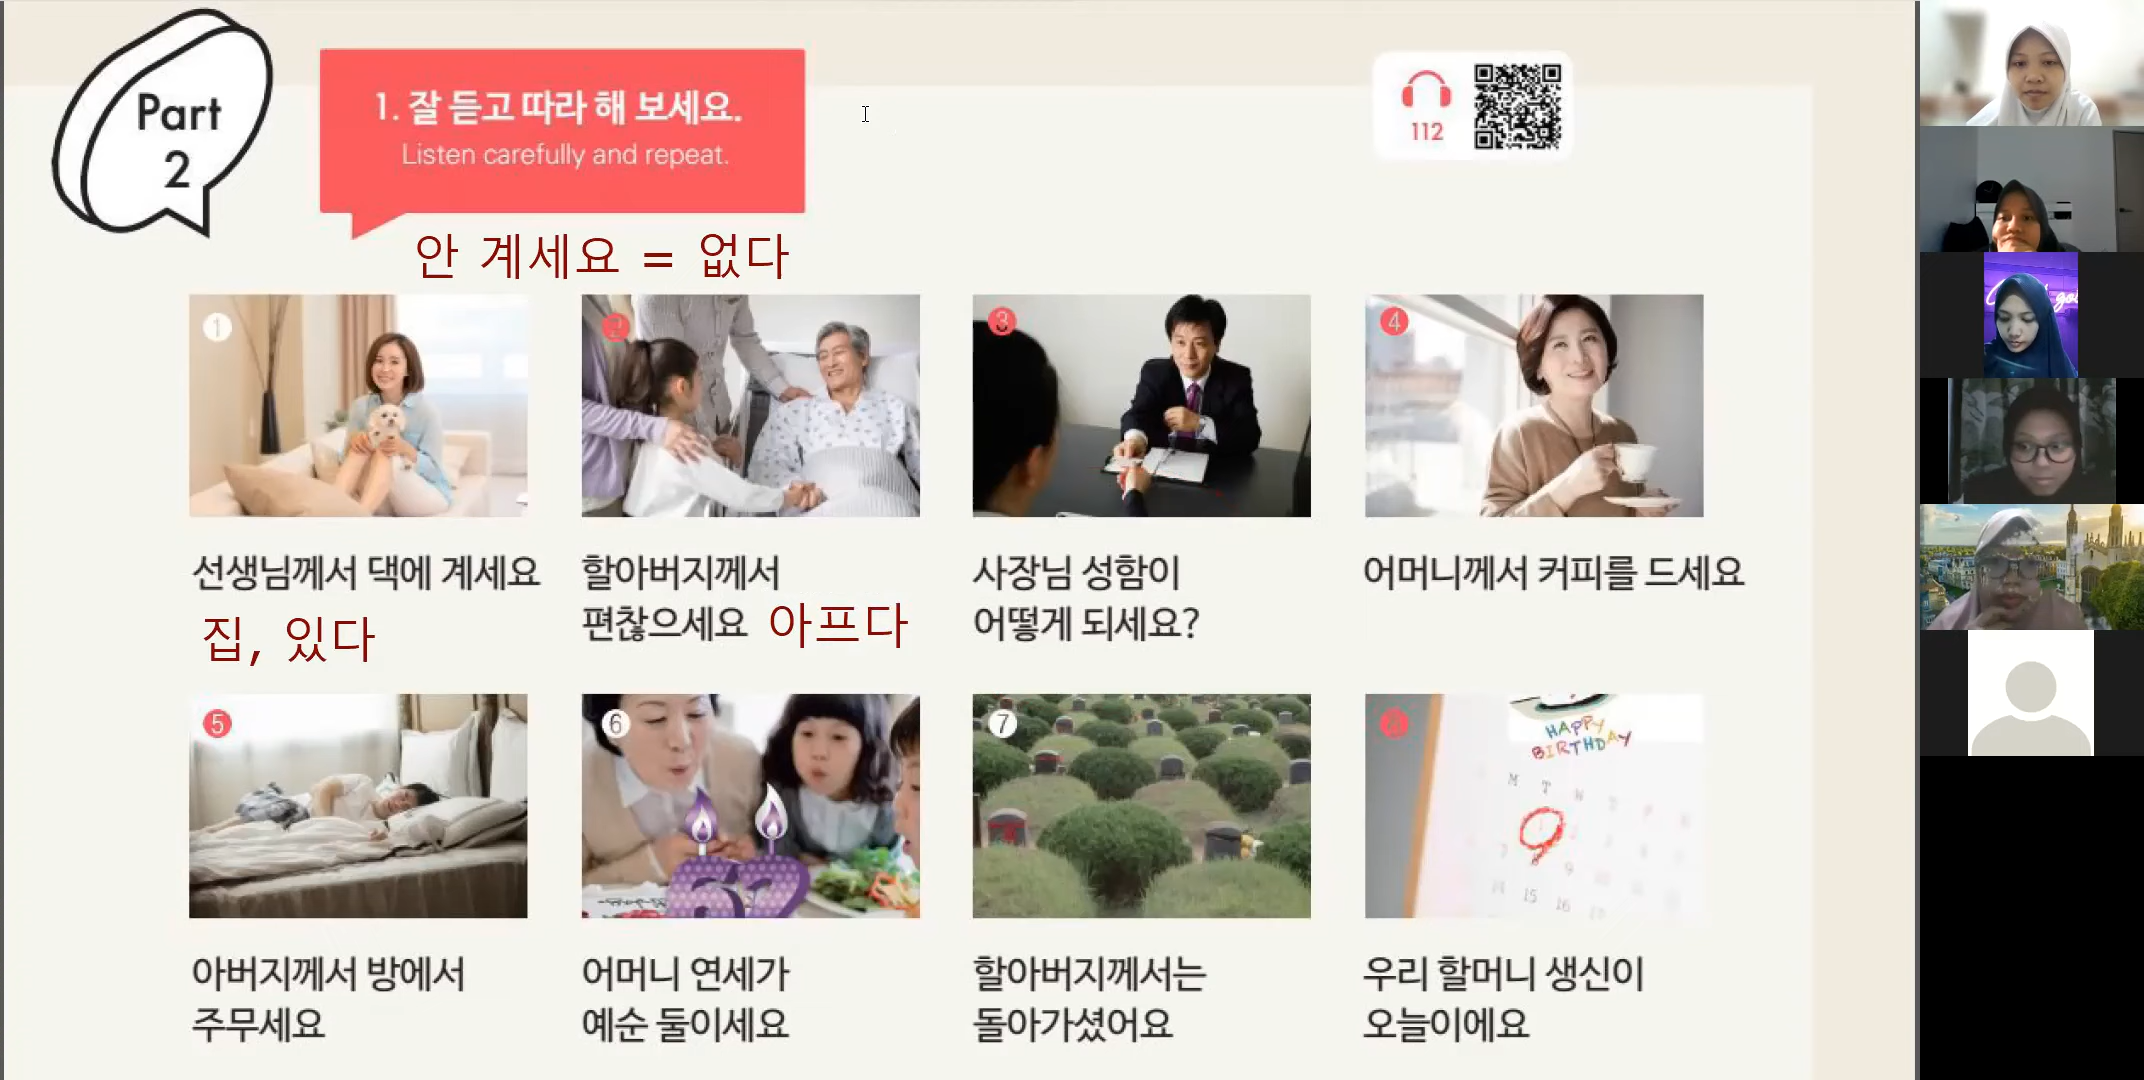 Part
2
1. 잘 듣고 따라 해 보세요.
Listen carefully and repeat.
112
안 계세요 = 없다
1
2
3
4
선생님께서 댁에 계세요
할아버지께서
편찮으세요 아프다
사장님 성함이
어떻게 되세요?
어머니께서 커피를 드세요
집, 있다
5
6
7
HAPPY
BIRTHDAY
M T W T F S
7 9
15 16
62
아버지께서 방에서
주무세요
어머니 연세가
예순 둘이세요
할아버지께서는
돌아가셨어요
우리 할머니 생신이
오늘이에요